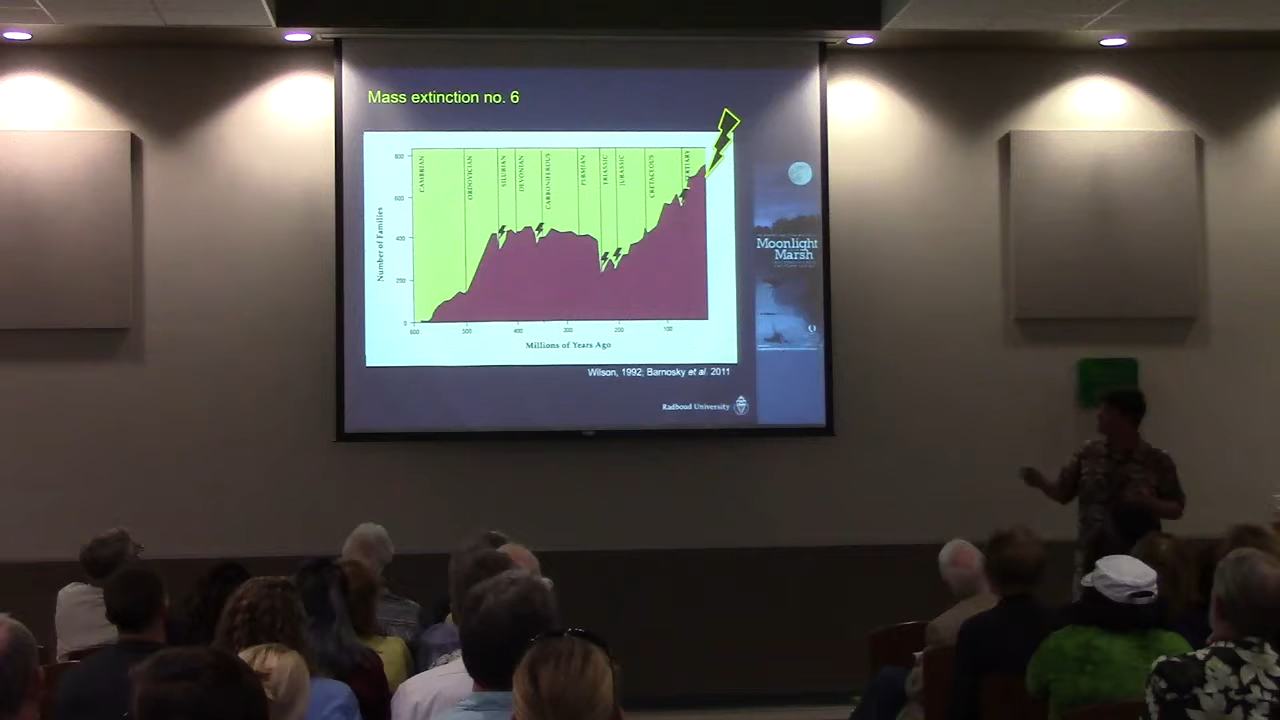 Mass extinction no. 6
800
600
400
200
0
Number of Families
CAMBRIAN
ORDOVICIAN
SILURIAN
DEVONIAN
CARBONIFEROUS
PERMIAN
TRIASSIC
JURASSIC
CRETACEOUS
TERTIARY
600
500
400
300
200
100
Millions of Years Ago
Moonlight
Marsh
Wilson, 1992; Barnosky et al. 2011
Radboud University